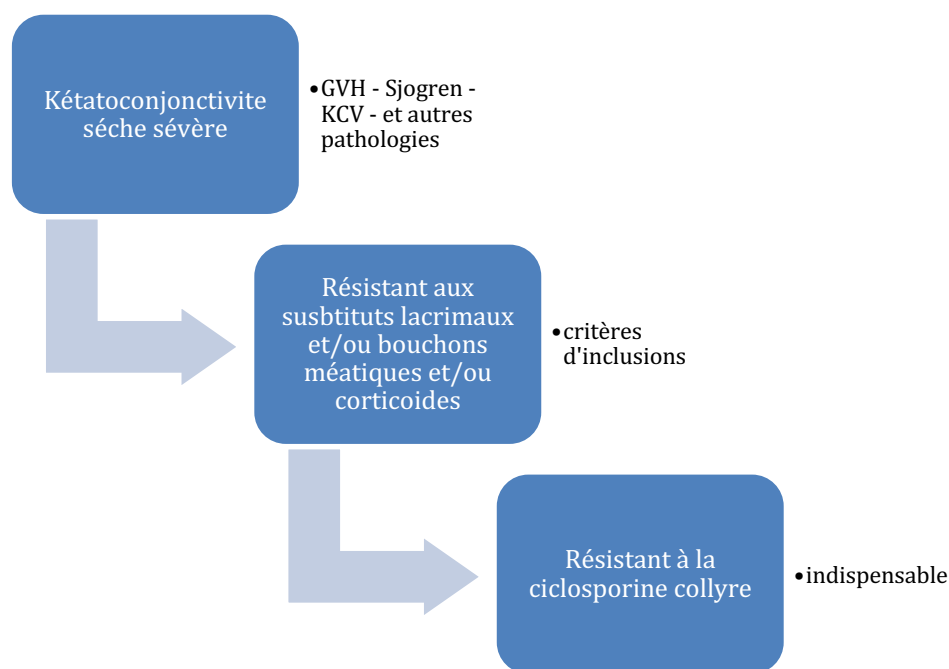 Kétatoconjonctivite
séche sévère
•GVH - Sjogren -
KCV - et autres
pathologies
Résistant aux
susbtituts lacrimaux
et/ou bouchons
méatiques et/ou
corticoides
•critères
d'inclusions
Résistant à la
ciclosporine collyre
•indispensable